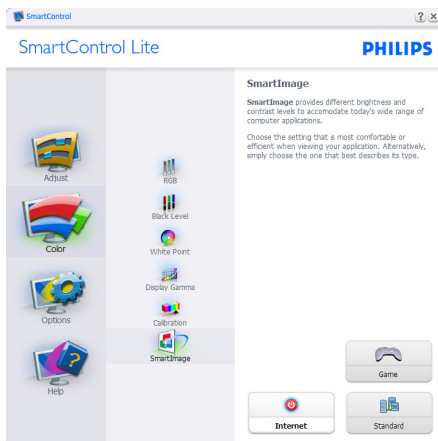 SmartControl
SmartControl Lite
PHILIPS
Adjust
Color
Options
Help
RGB
Black Level
White Point
Display Gamma
Calibration
SmartImage
SmartImage
SmartImage provides different brightness and
contrast levels to accomodate today's wide range of
computer applications.
Choose the setting that is most comfortable or
efficient when viewing your application. Alternatively,
simply choose the one that best describes its type.
Game
Internet
Standard